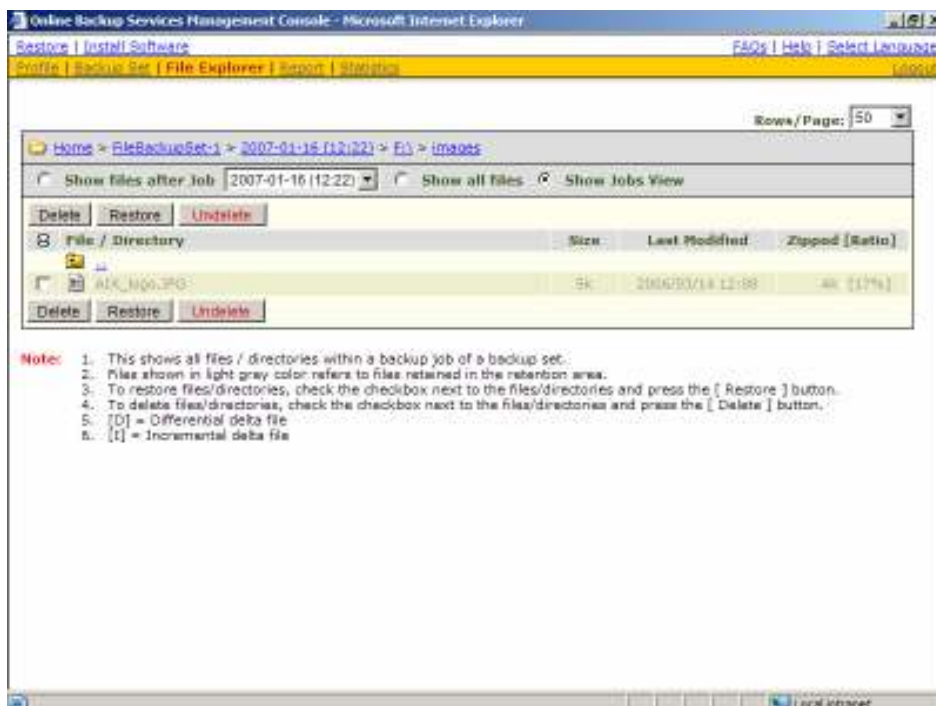 Online Backup Services Management Console - Microsoft Internet Explorer
Restore | Install Software FAQs | Help | Select Language
Profile | Backup Set | File Explorer | Report | Statistics Logout
Rows/Page: 50
Home > FileBackupSet-1 > 2007-01-16 (12:22) > F:\ > images
Show files after Job 2007-01-16 (12:22) Show all files Show Jobs View
Delete Restore Undelete
File / Directory Size Last Modified Zipped [Ratio]
..
AIX_logo.JPG 5k 4k [17%]
Delete Restore Undelete
Note: 1. This shows all files / directories within a backup job of a backup set.
2. Files shown in light gray color refers to files retained in the retention area.
3. To restore files/directories, check the checkbox next to the files/directories and press the [ Restore ] button.
4. To delete files/directories, check the checkbox next to the files/directories and press the [ Delete ] button.
5. [D] = Differential delta file
6. [I] = Incremental delta file
Local intranet